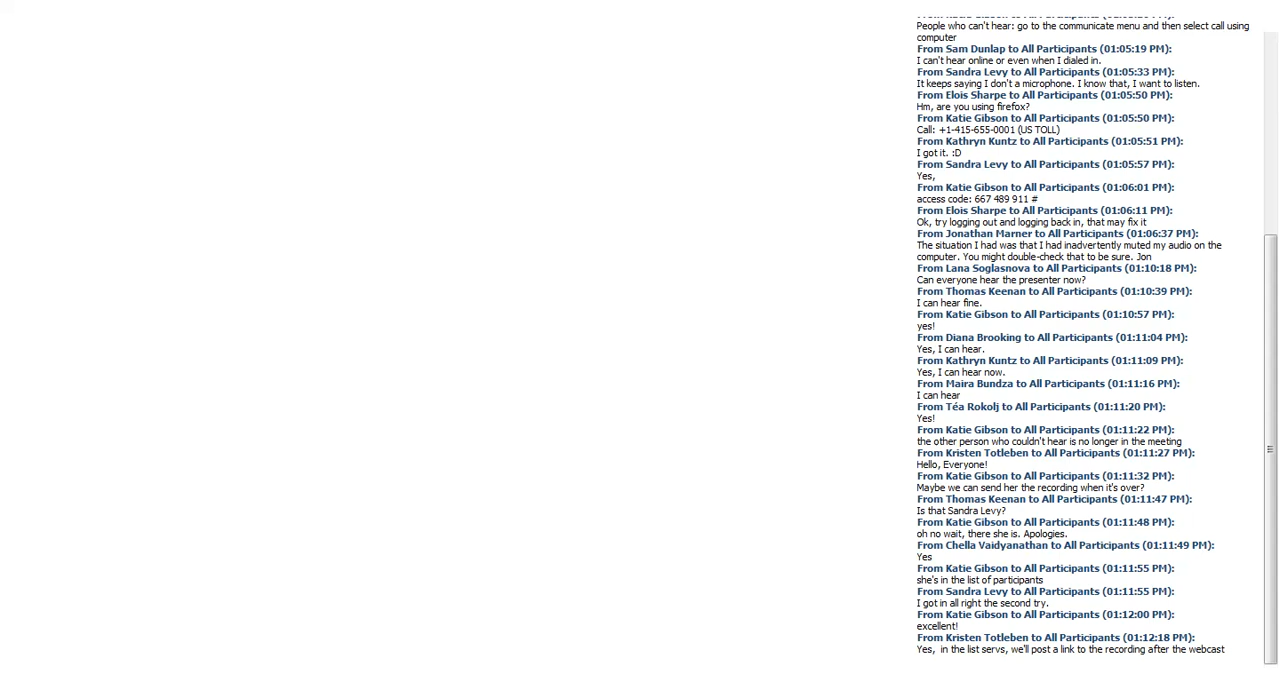 People who can't hear: go to the communicate menu and then select call using
computer
From Sam Dunlap to All Participants (01:05:19 PM):
I can't hear online or even when I dialed in.
From Sandra Levy to All Participants (01:05:33 PM):
It keeps saying I don't a microphone. I know that, I want to listen.
From Elois Sharpe to All Participants (01:05:50 PM):
Hm, are you using firefox?
From Katie Gibson to All Participants (01:05:50 PM):
Call: +1-415-655-0001 (US TOLL)
From Kathryn Kuntz to All Participants (01:05:51 PM):
I got it. :D
From Sandra Levy to All Participants (01:05:57 PM):
Yes,
From Katie Gibson to All Participants (01:06:01 PM):
access code: 667 489 911 #
From Elois Sharpe to All Participants (01:06:11 PM):
Ok, try logging out and logging back in, that may fix it
From Jonathan Marner to All Participants (01:06:37 PM):
The situation I had was that I had inadvertently muted my audio on the
computer. You might double-check that to be sure. Jon
From Lana Soglasnova to All Participants (01:10:18 PM):
Can everyone hear the presenter now?
From Thomas Keenan to All Participants (01:10:39 PM):
I can hear fine.
From Katie Gibson to All Participants (01:10:57 PM):
yes!
From Diana Brooking to All Participants (01:11:04 PM):
Yes, I can hear.
From Kathryn Kuntz to All Participants (01:11:09 PM):
Yes, I can hear now.
From Maira Bundza to All Participants (01:11:16 PM):
I can hear
From Téa Rokolj to All Participants (01:11:20 PM):
Yes!
From Katie Gibson to All Participants (01:11:22 PM):
the other person who couldn't hear is no longer in the meeting
From Kristen Totleben to All Participants (01:11:27 PM):
Hello, Everyone!
From Katie Gibson to All Participants (01:11:32 PM):
Maybe we can send her the recording when it's over?
From Thomas Keenan to All Participants (01:11:47 PM):
Is that Sandra Levy?
From Katie Gibson to All Participants (01:11:48 PM):
oh no wait, there she is. Apologies.
From Chella Vaidyanathan to All Participants (01:11:49 PM):
Yes
From Katie Gibson to All Participants (01:11:55 PM):
she's in the list of participants
From Sandra Levy to All Participants (01:11:55 PM):
I got in all right the second try.
From Katie Gibson to All Participants (01:12:00 PM):
excellent!
From Kristen Totleben to All Participants (01:12:18 PM):
Yes,  in the list servs, we'll post a link to the recording after the webcast